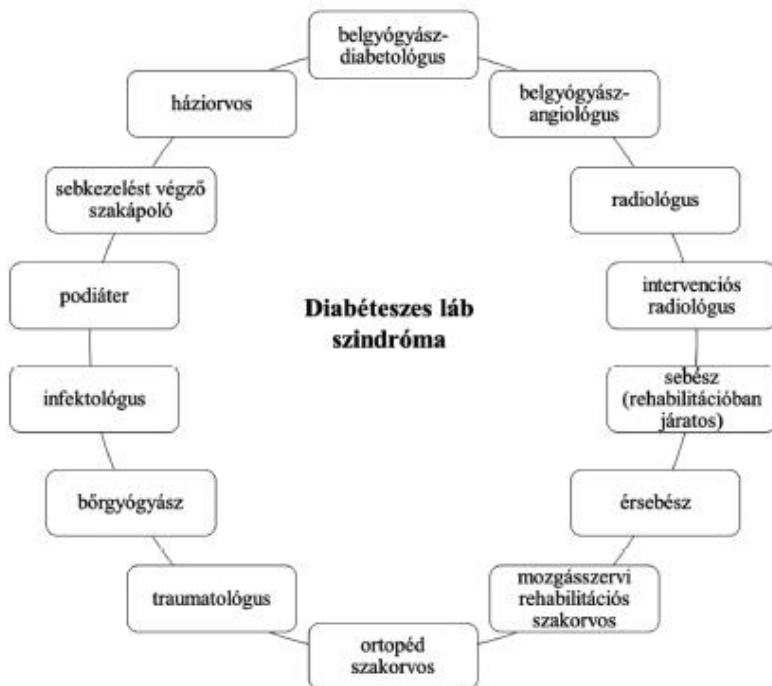 belgyógyász-
diabetológus
belgyógyász-
angiológus
radiológus
intervenciós
radiológus
sebész
(rehabilitációban
járatos)
érsebész
mozgásszervi
rehabilitációs
szakorvos
ortopéd
szakorvos
traumatológus
bőrgyógyász
infektológus
podiáter
sebkezelést végző
szakápoló
háziorvos
Diabéteszes láb
szindróma